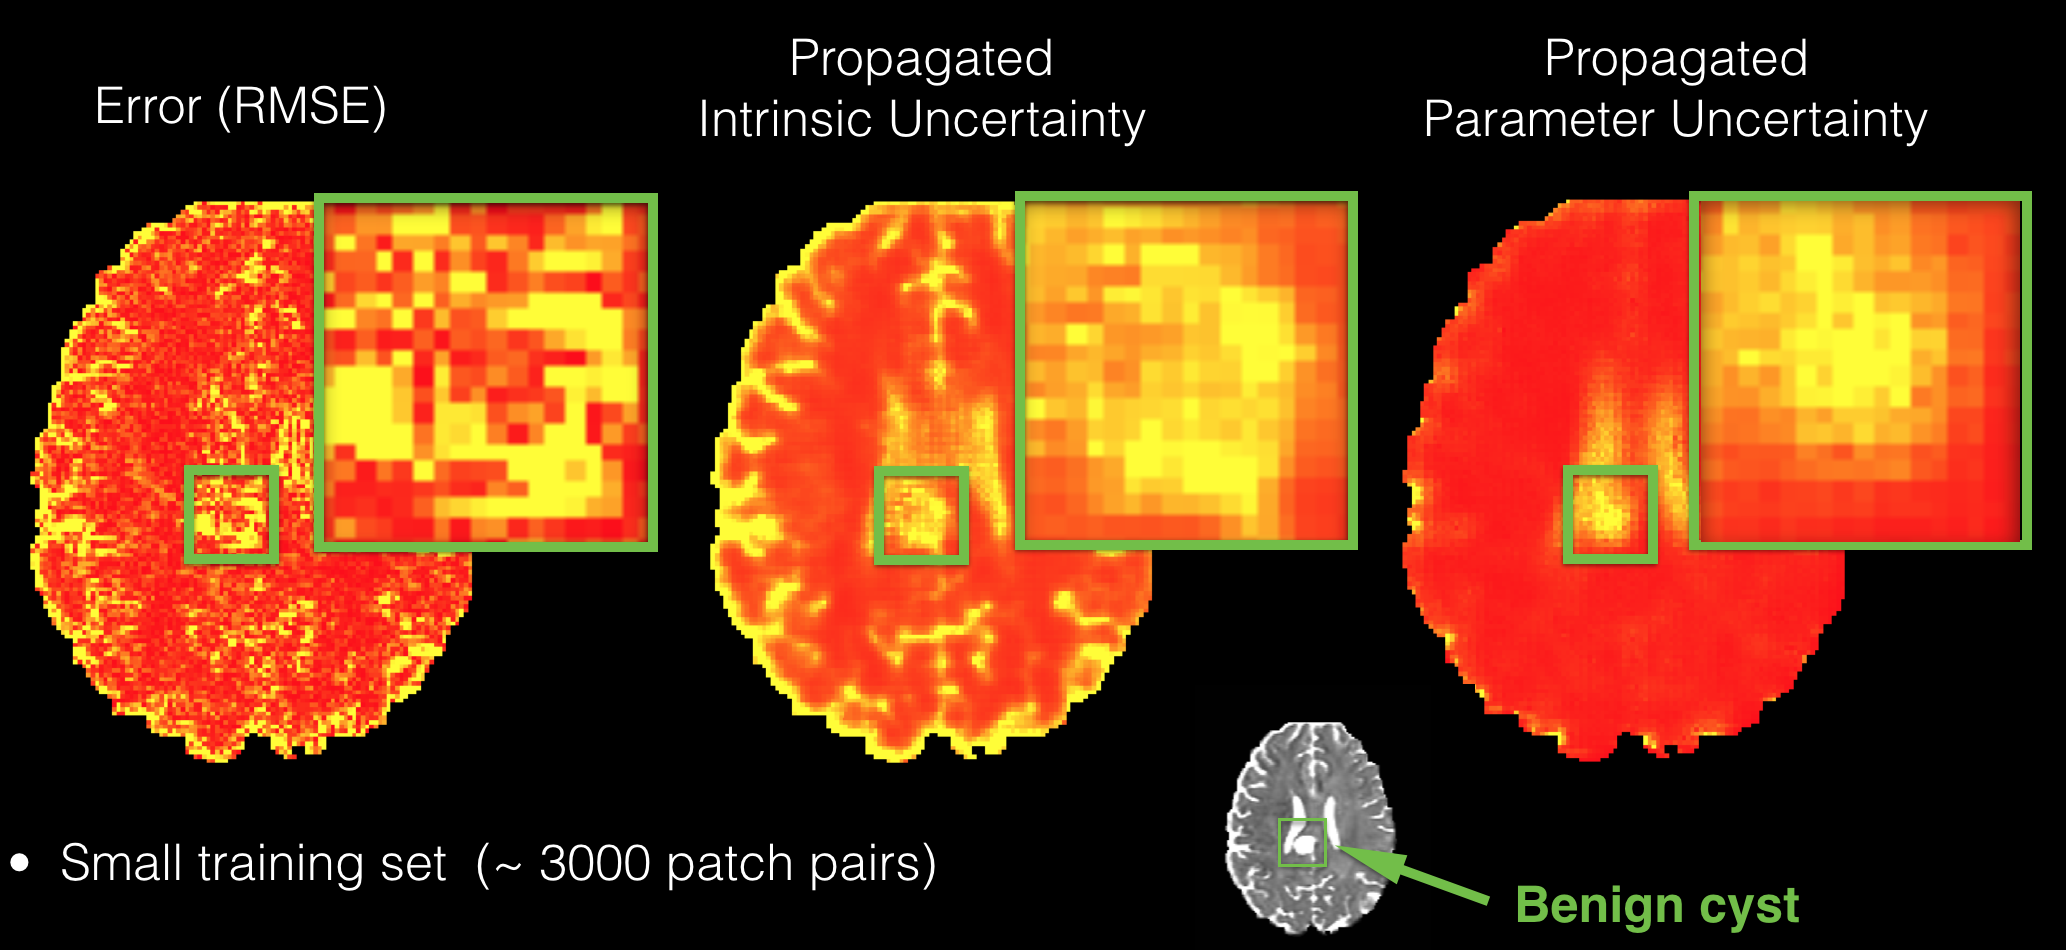 Error (RMSE)
Propagated
Intrinsic Uncertainty
Propagated
Parameter Uncertainty
• Small training set (~ 3000 patch pairs)
Benign cyst